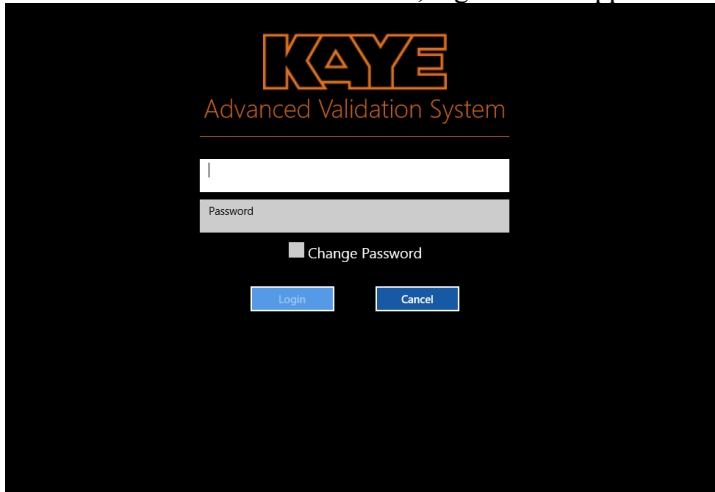 KAYE
Advanced Validation System
Password
Change Password
Login
Cancel